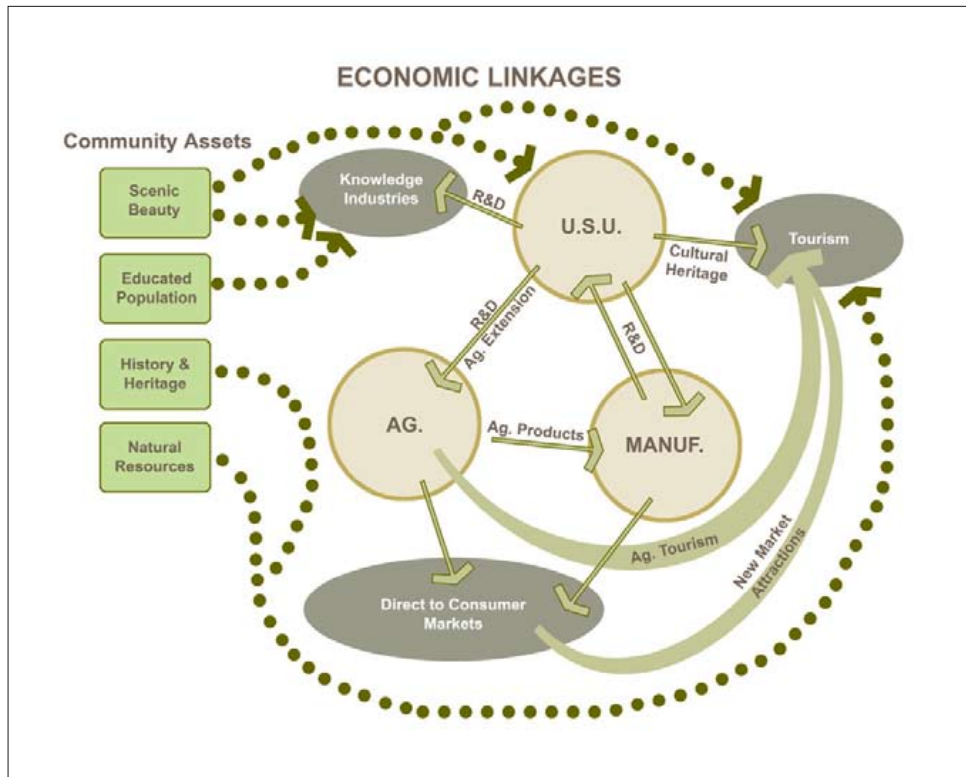 ECONOMIC LINKAGES
Community Assets
Scenic
Beauty
Educated
Population
History &
Heritage
Natural
Resources
Knowledge
Industries
R&D
U.S.U.
Cultural
Heritage
Tourism
R&D
Ag. Extension
R&D
AG.
Ag. Products
MANUF.
Ag. Tourism
New Market
Attractions
Direct to Consumer
Markets